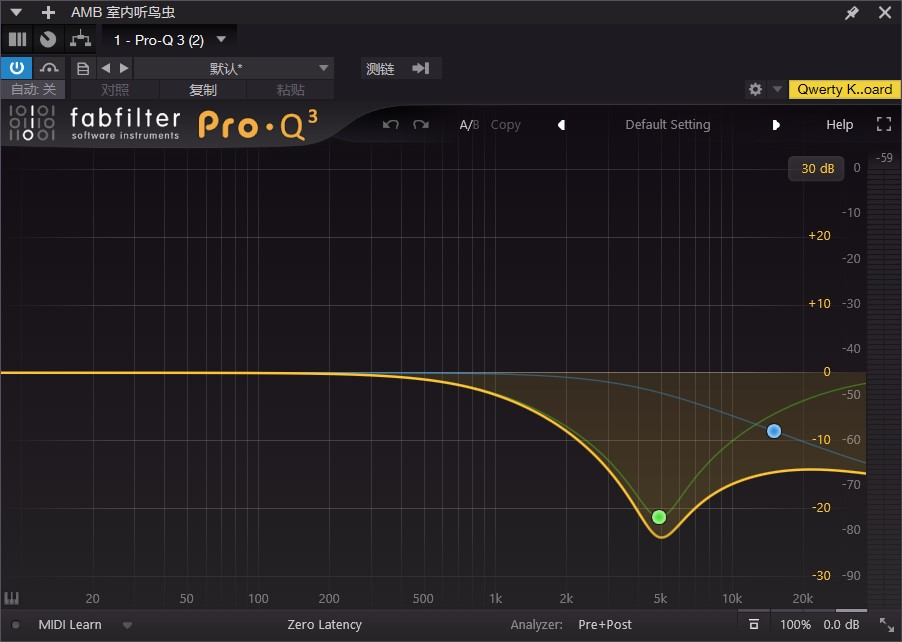 AMB 室内听鸟虫
1 - Pro-Q 3 (2)
默认*
测链
自动: 关
对照
复制
粘贴
Qwerty K..oard
fabfilter
software instruments
Pro·Q3
A/B Copy
Default Setting
Help
30 dB
0
-59
-10
+20
-20
+10
-30
-40
0
-50
-10
-60
-70
-20
-80
-30
-90
20 50 100 200 500 1k 2k 5k 10k 20k
MIDI Learn
Zero Latency
Analyzer: Pre+Post
100%
0.0 dB